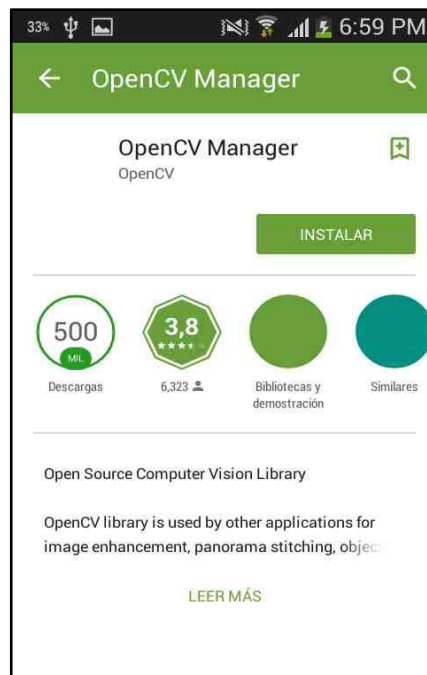 33% 6:59 PM
OpenCV Manager
OpenCV Manager
OpenCV
INSTALAR
500 3,8
MIL
Descargas 6,323 Bibliotecas y Similares
demostración
Open Source Computer Vision Library
OpenCV library is used by other applications for
image enhancement, panorama stitching, objec
LEER MÁS